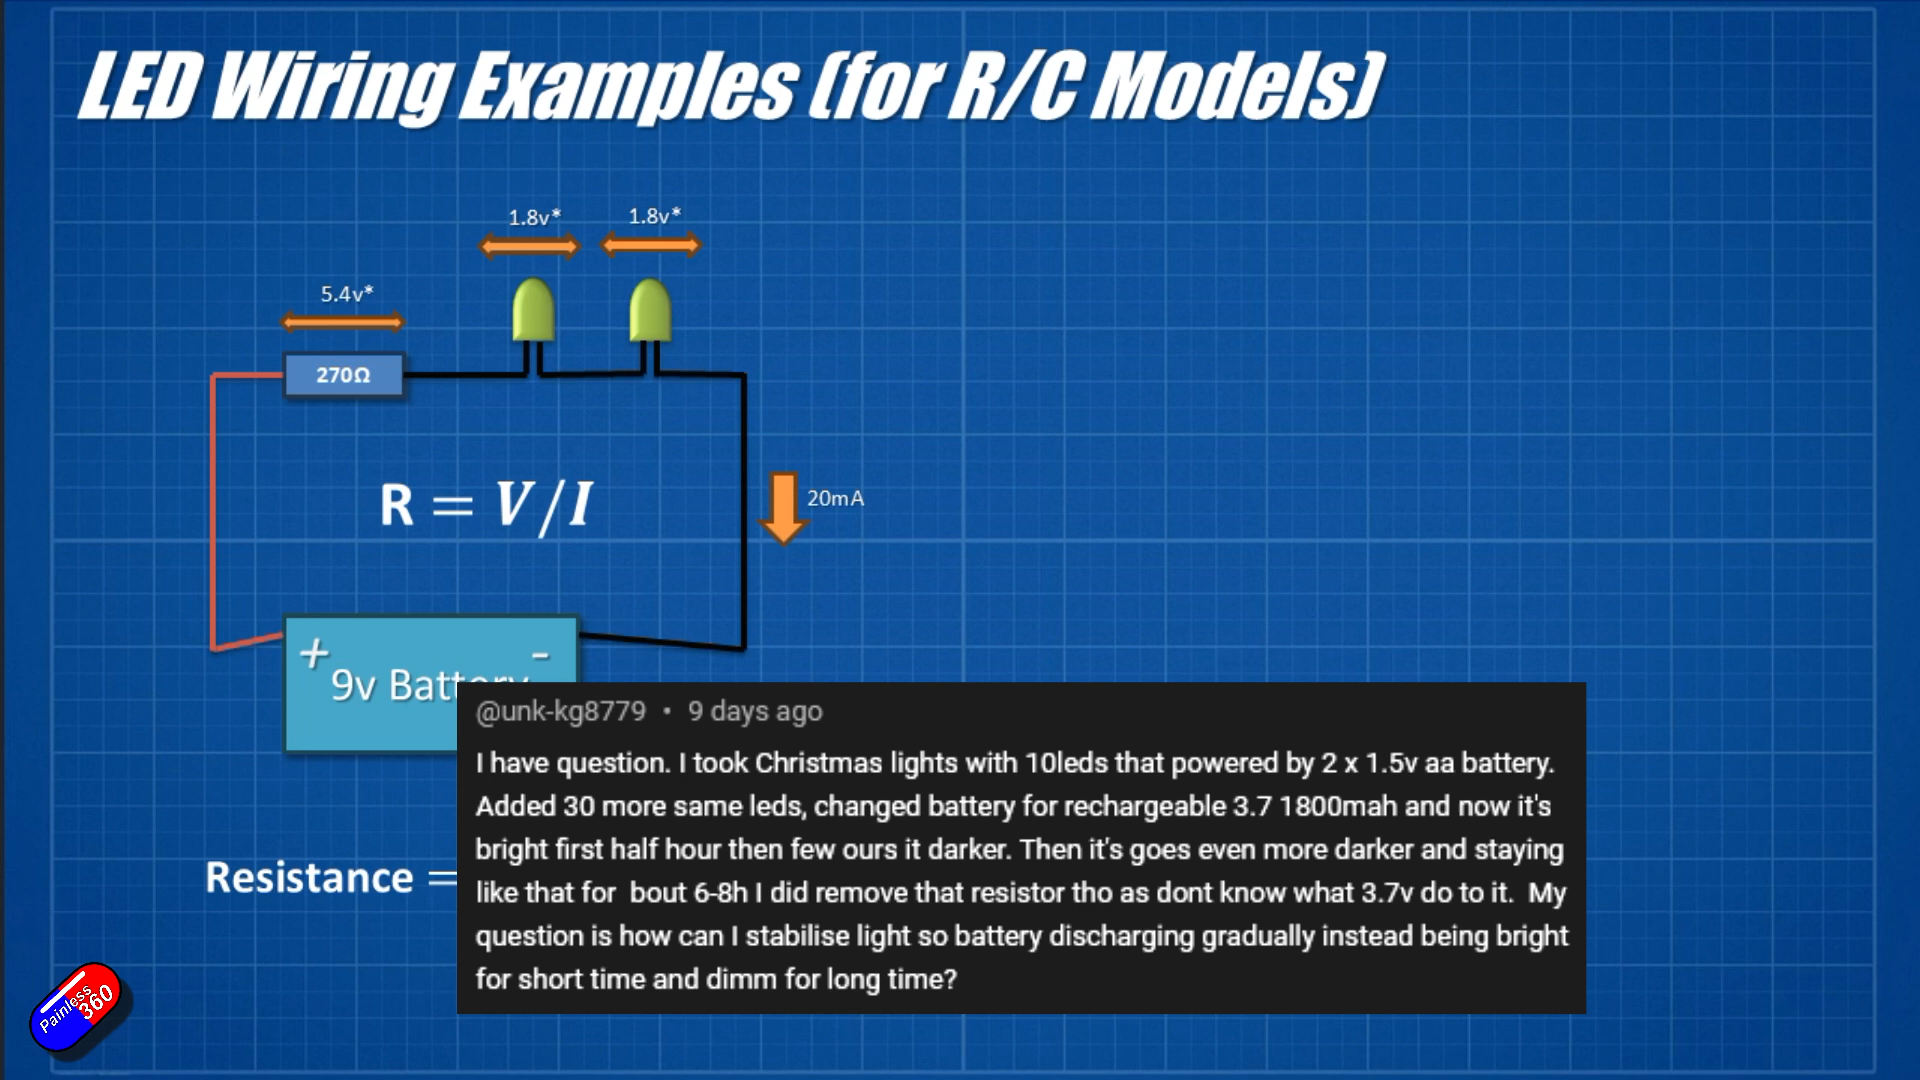 LED Wiring Examples (for R/C Models)
1.8v* 1.8v*
5.4v*
270Ω
R = V/I
20mA
+ -
9v Battery
@unk-kg8779 • 9 days ago
I have question. I took Christmas lights with 10leds that powered by 2 x 1.5v aa battery.
Added 30 more same leds, changed battery for rechargeable 3.7 1800mah and now it's
bright first half hour then few ours it darker. Then it's goes even more darker and staying
like that for  bout 6-8h I did remove that resistor tho as dont know what 3.7v do to it.  My
question is how can I stabilise light so battery discharging gradually instead being bright
for short time and dimm for long time?
Resistance =
Painless
360